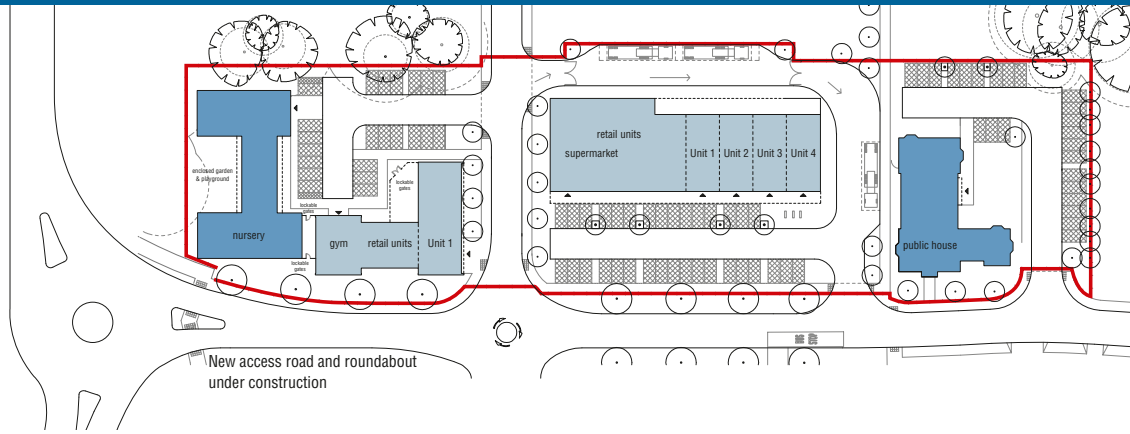 enclosed garden
& playground
nursery
lockable
gates
lockable
gates
lockable
gates
gym
retail units
Unit 1
retail units
supermarket
Unit 1
Unit 2
Unit 3
Unit 4
public house
New access road and roundabout
under construction